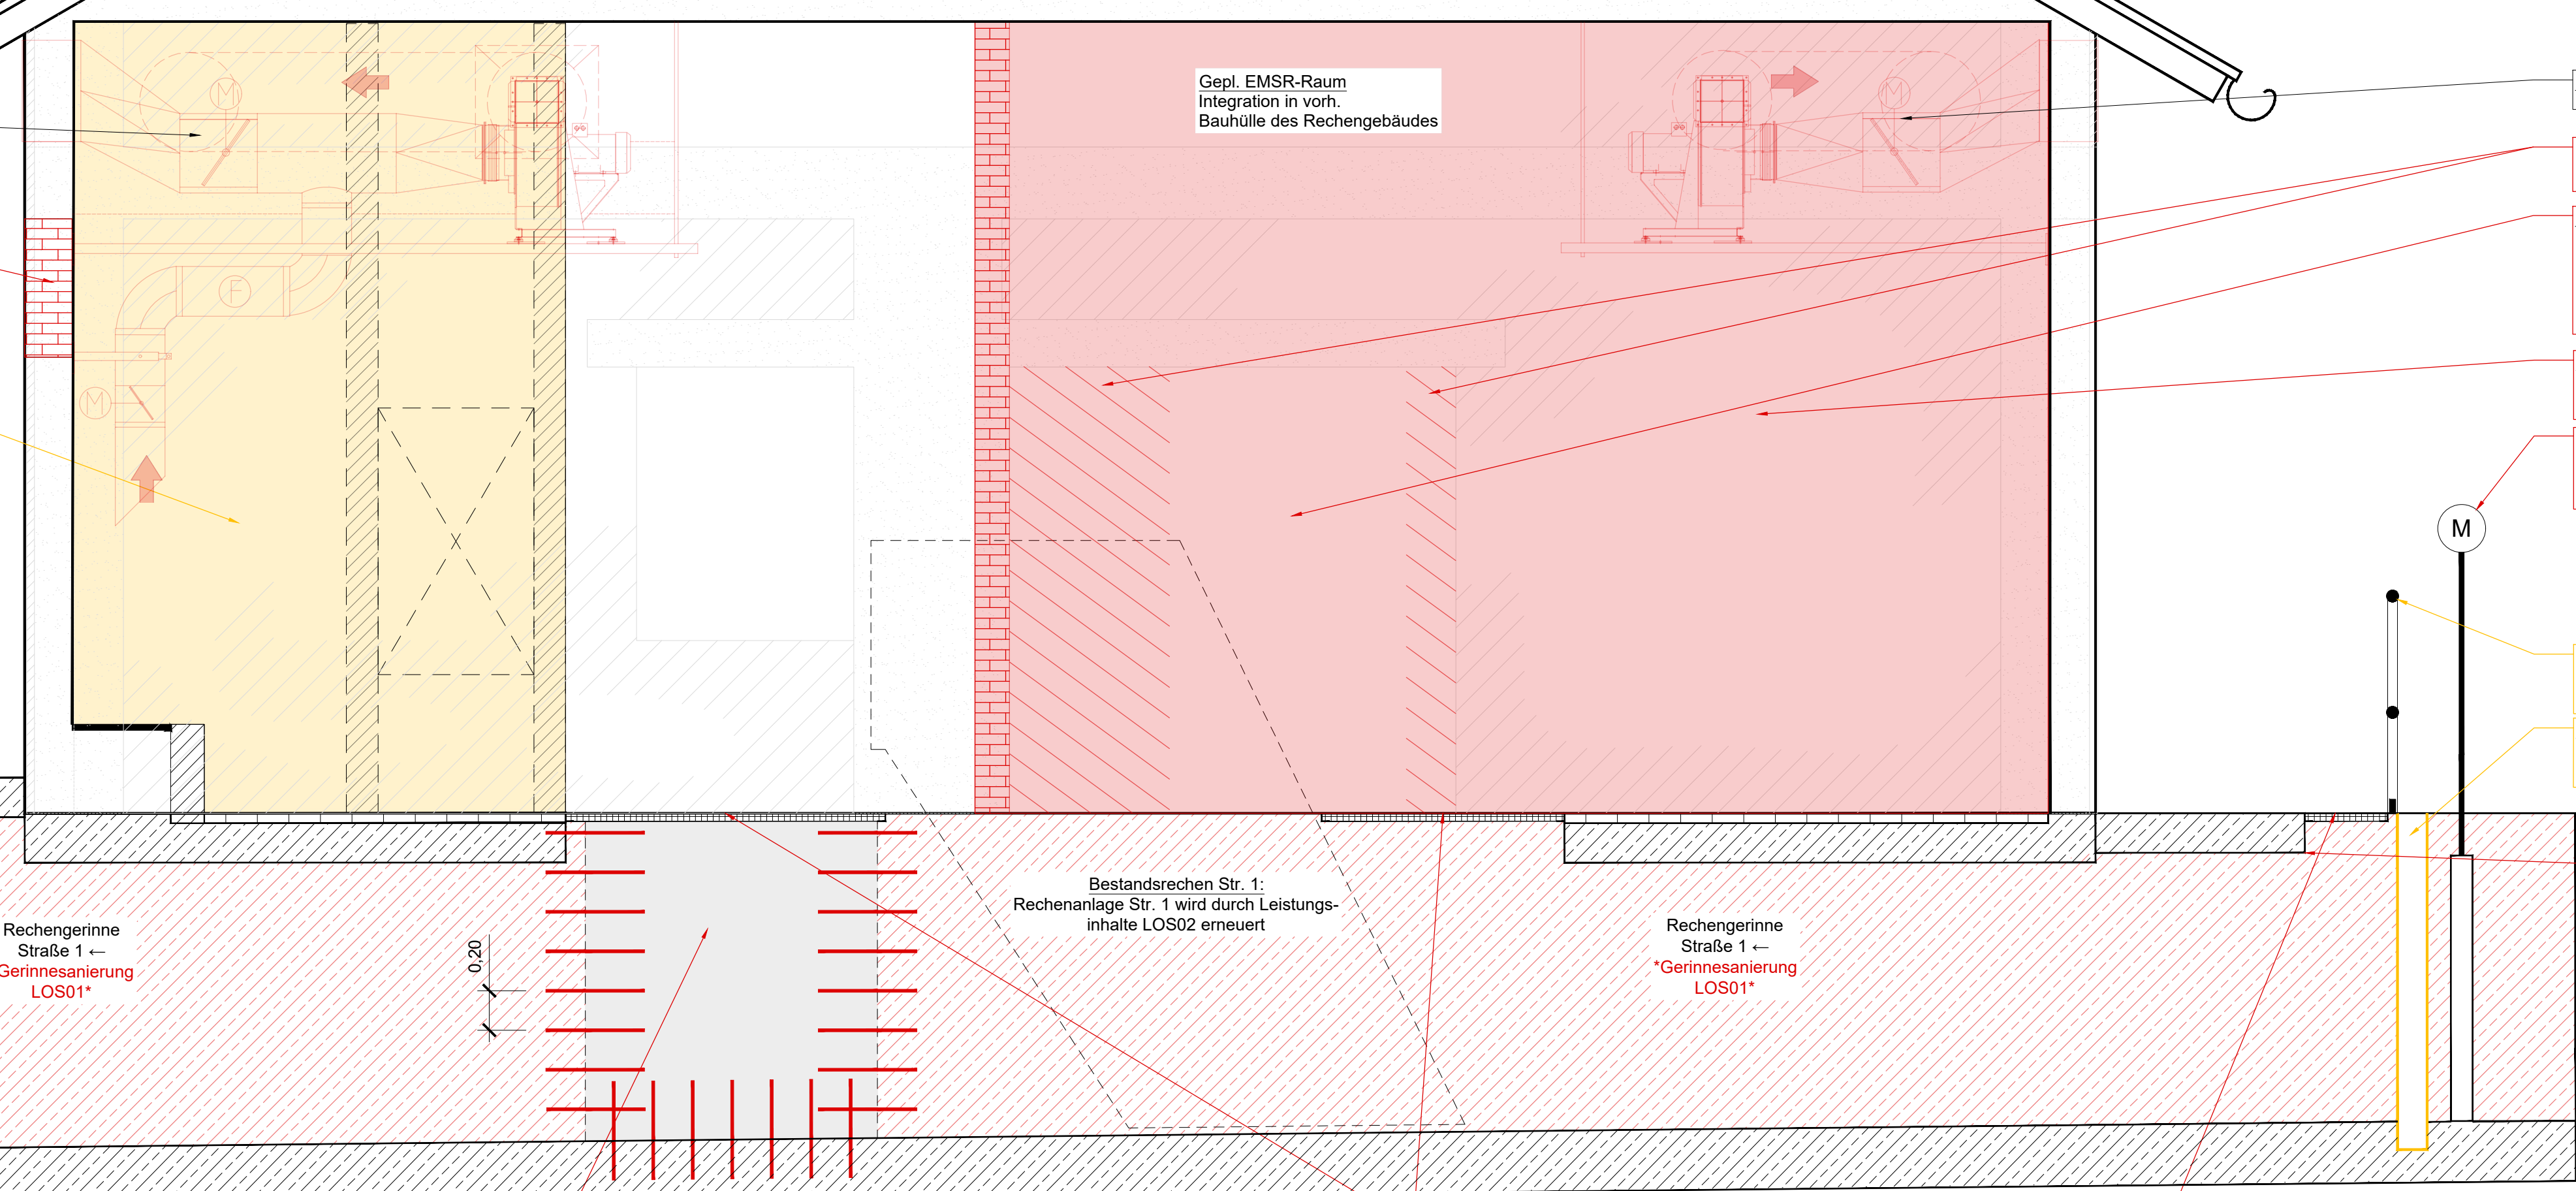 Gepl. EMSR-Raum
Integration in vorh.
Bauhülle des Rechengebäudes
M
M
F
M
M
Bestandsrechen Str. 1:
Rechenanlage Str. 1 wird durch Leistungs-
inhalte LOS02 erneuert
Rechengerinne
Straße 1 ←
Gerinnesanierung
LOS01*
0,20
Rechengerinne
Straße 1 ←
*Gerinnesanierung
LOS01*